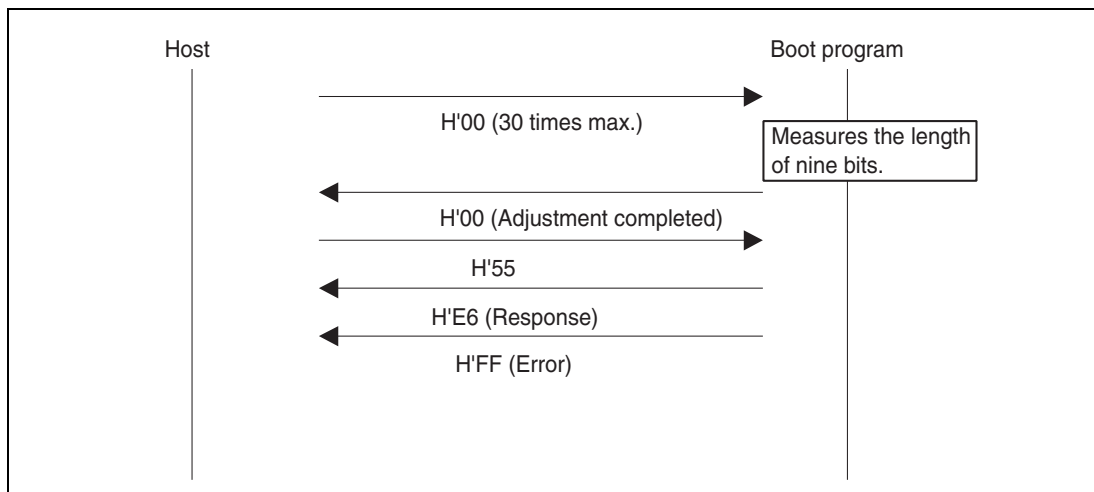 Host
Boot program
H'00 (30 times max.)
Measures the length
of nine bits.
H'00 (Adjustment completed)
H'55
H'E6 (Response)
H'FF (Error)